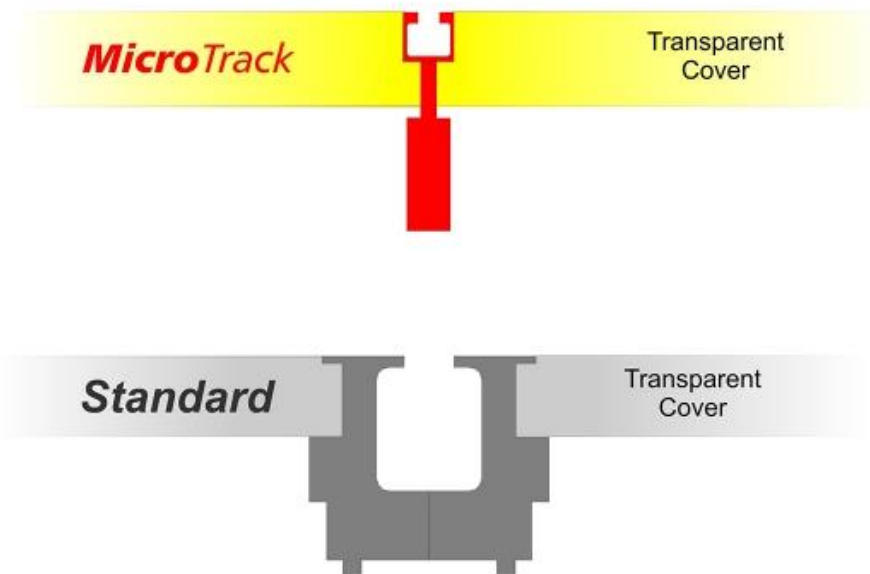 MicroTrack
Transparent
Cover
Standard
Transparent
Cover